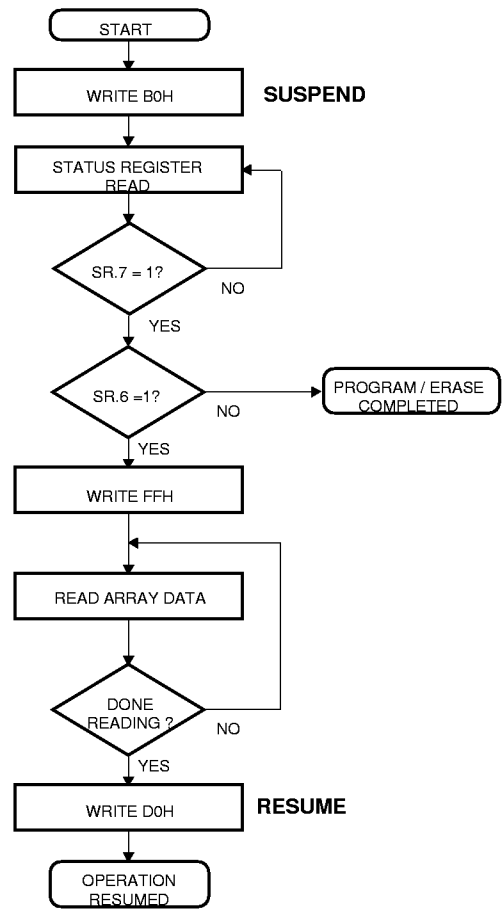 START
WRITE B0H
SUSPEND
STATUS REGISTER
READ
SR.7 = 1?
NO
YES
SR.6 =1?
NO
PROGRAM / ERASE
COMPLETED
YES
WRITE FFH
READ ARRAY DATA
DONE
READING ?
NO
YES
WRITE D0H
RESUME
OPERATION
RESUMED